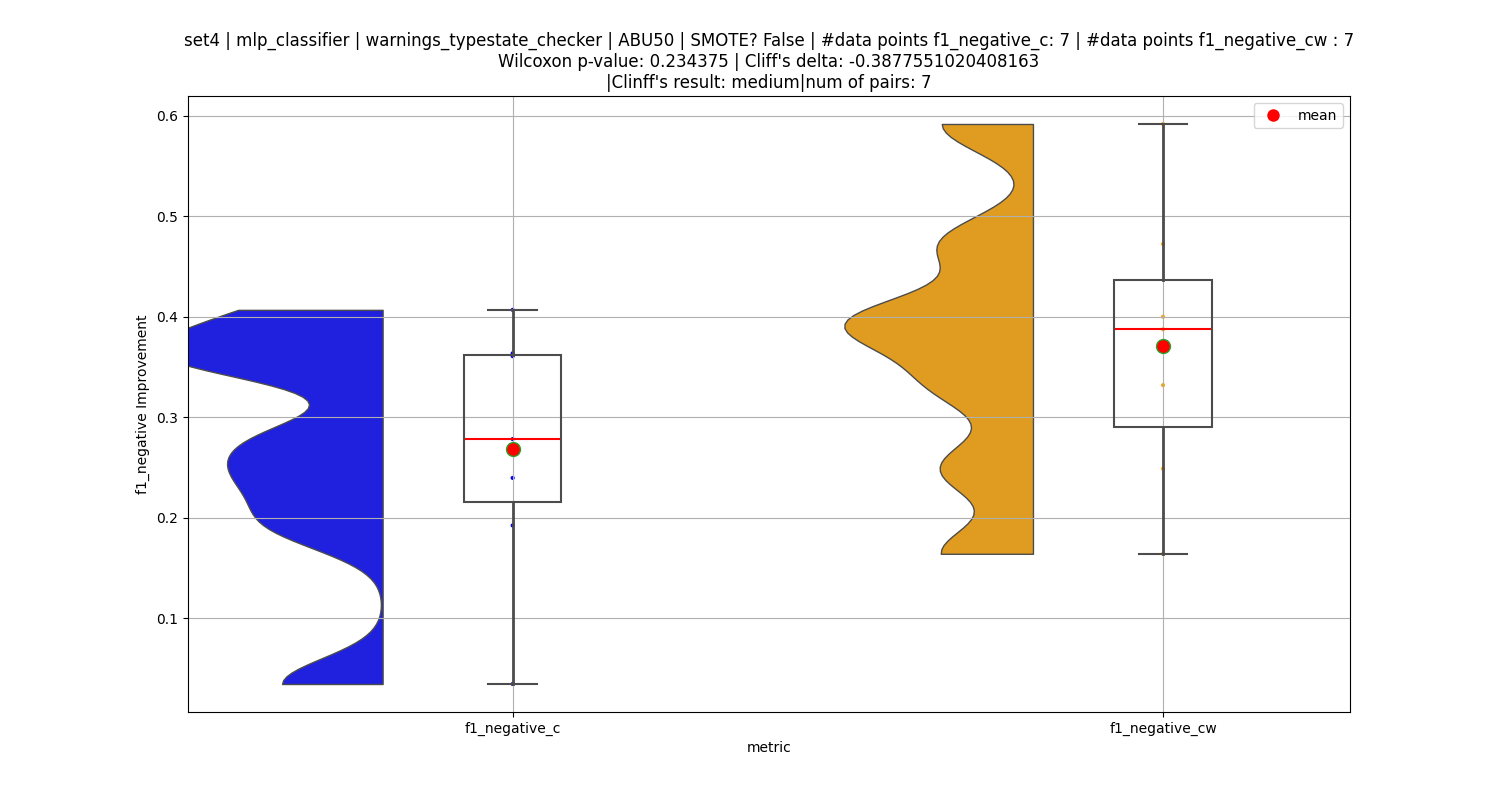 set4 | mlp_classifier | warnings_typestate_checker | ABU50 | SMOTE? False | #data points f1_negative_c: 7 | #data points f1_negative_cw : 7
Wilcoxon p-value: 0.234375 | Cliff's delta: -0.3877551020408163
|Clinff's result: medium|num of pairs: 7
mean
f1_negative Improvement
0.6
0.5
0.4
0.3
0.2
0.1
f1_negative_c
f1_negative_cw
metric